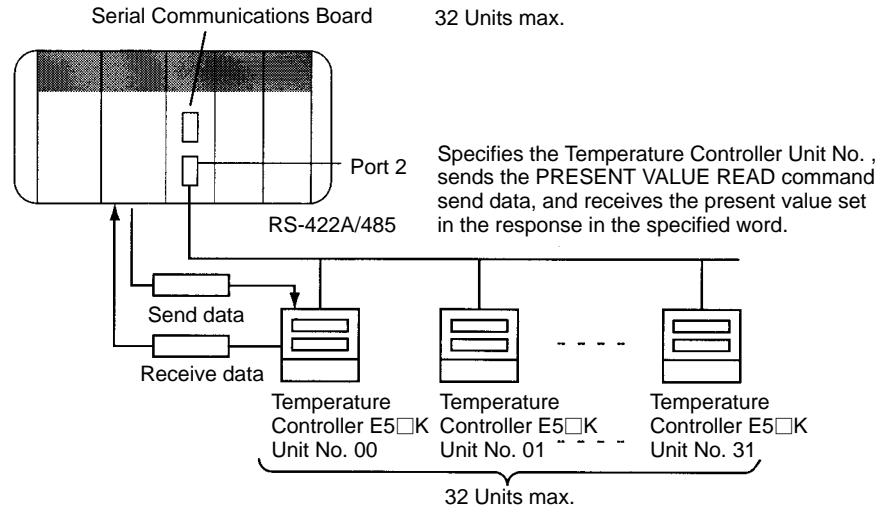 Serial Communications Board
32 Units max.
Port 2
Specifies the Temperature Controller Unit No. ,
sends the PRESENT VALUE READ command
send data, and receives the present value set
in the response in the specified word.
RS-422A/485
Send data
Receive data
Temperature
Controller E5□K
Unit No. 00
Temperature
Controller E5□K
Unit No. 01
Temperature
Controller E5□K
Unit No. 31
32 Units max.